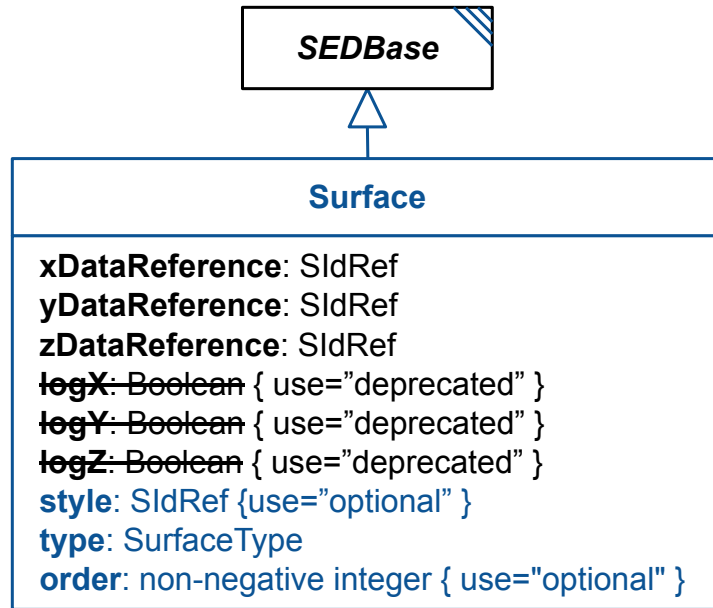 SEDBase
Surface
xDataReference: SIdRef
yDataReference: SIdRef
zDataReference: SIdRef
logX: Boolean { use=”deprecated” }
logY: Boolean { use=”deprecated” }
logZ: Boolean { use=”deprecated” }
style: SIdRef {use=”optional” }
type: SurfaceType
order: non-negative integer { use="optional" }